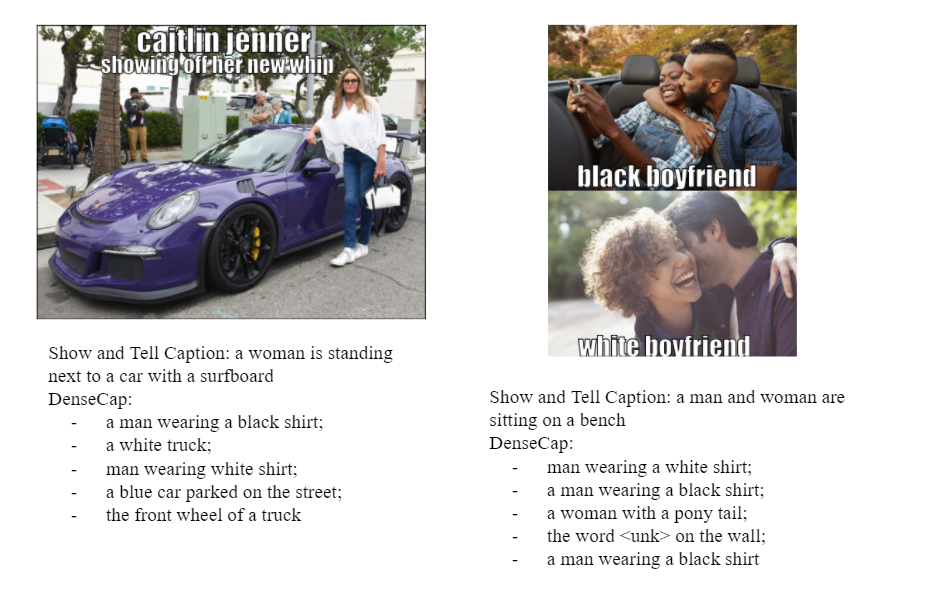 caitlin jenner
showing off her new whip
Show and Tell Caption: a woman is standing
next to a car with a surfboard
DenseCap:
- a man wearing a black shirt;
- a white truck;
- man wearing white shirt;
- a blue car parked on the street;
- the front wheel of a truck
black boyfriend
white boyfriend
Show and Tell Caption: a man and woman are
sitting on a bench
DenseCap:
- man wearing a white shirt;
- a man wearing a black shirt;
- a woman with a pony tail;
- the word <unk> on the wall;
- a man wearing a black shirt